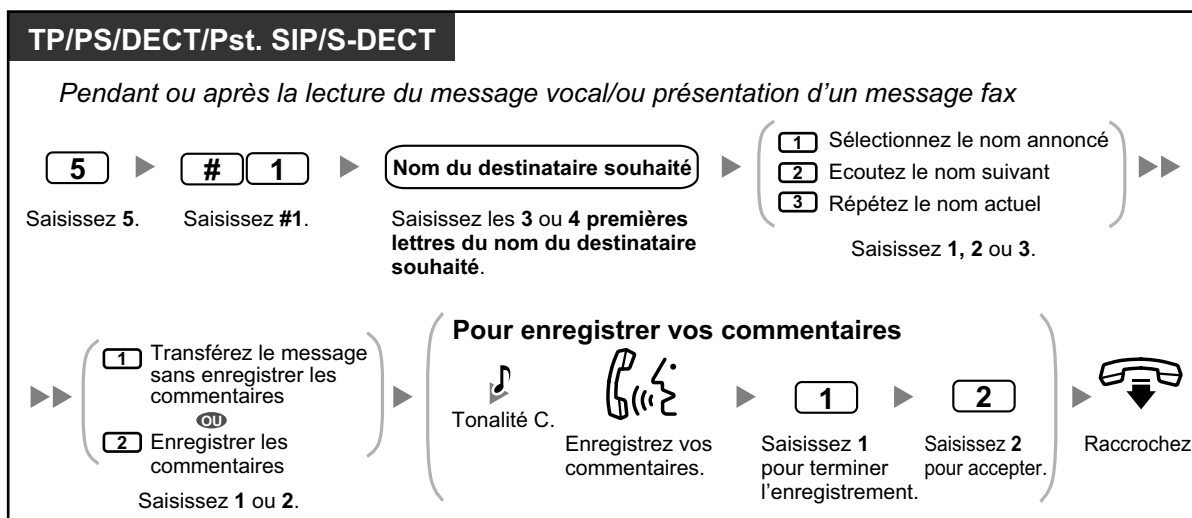 TP/PS/DECT/Pst. SIP/S-DECT
Pendant ou après la lecture du message vocal/ou présentation d'un message fax
5
# 1
Nom du destinataire souhaité
1 Sélectionnez le nom annoncé
2 Ecoutez le nom suivant
3 Répétez le nom actuel
Saisissez 5.
Saisissez #1.
Saisissez les 3 ou 4 premières
lettres du nom du destinataire
souhaité.
Saisissez 1, 2 ou 3.
1 Transférez le message
sans enregistrer les
commentaires
OU
2 Enregistrer les
commentaires
Saisissez 1 ou 2.
Pour enregistrer vos commentaires
Tonalité C.
Enregistrez vos
commentaires.
1
Saisissez 1
pour terminer
l'enregistrement.
2
Saisissez 2
pour accepter.
Raccrochez